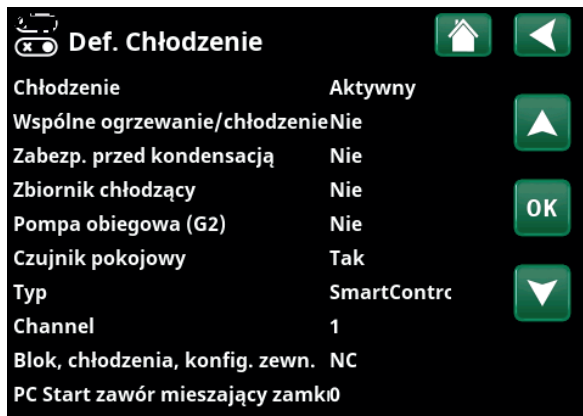 Def. Chłodzenie
Chłodzenie Aktywny
Wspólne ogrzewanie/chłodzenie Nie
Zabezp. przed kondensacją Nie
Zbiornik chłodzący Nie
Pompa obiegowa (G2) Nie
OK
Czujnik pokojowy Tak
Typ SmartContrc
Channel 1
Blok, chłodzenia, konfig. zewn. NC
PC Start zawór mieszający zamkı0